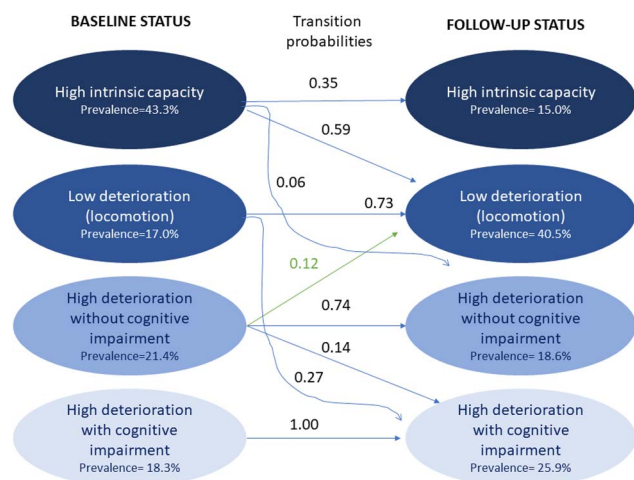 BASELINE STATUS
Transition
probabilities
FOLLOW-UP STATUS
High intrinsic capacity
Prevalence=43.3%
0.35
High intrinsic capacity
Prevalence=15.0%
0.59
0.06
Low deterioration
(locomotion)
Prevalence=17.0%
0.73
Low deterioration
(locomotion)
Prevalence= 40.5%
0.12
High deterioration
without cognitive
impairment
Prevalence=21.4%
0.74
High deterioration
without cognitive
impairment
Prevalence=18.6%
0.14
0.27
High deterioration
with cognitive
impairment
Prevalence= 18.3%
1.00
High deterioration
with cognitive
impairment
Prevalence= 25.9%